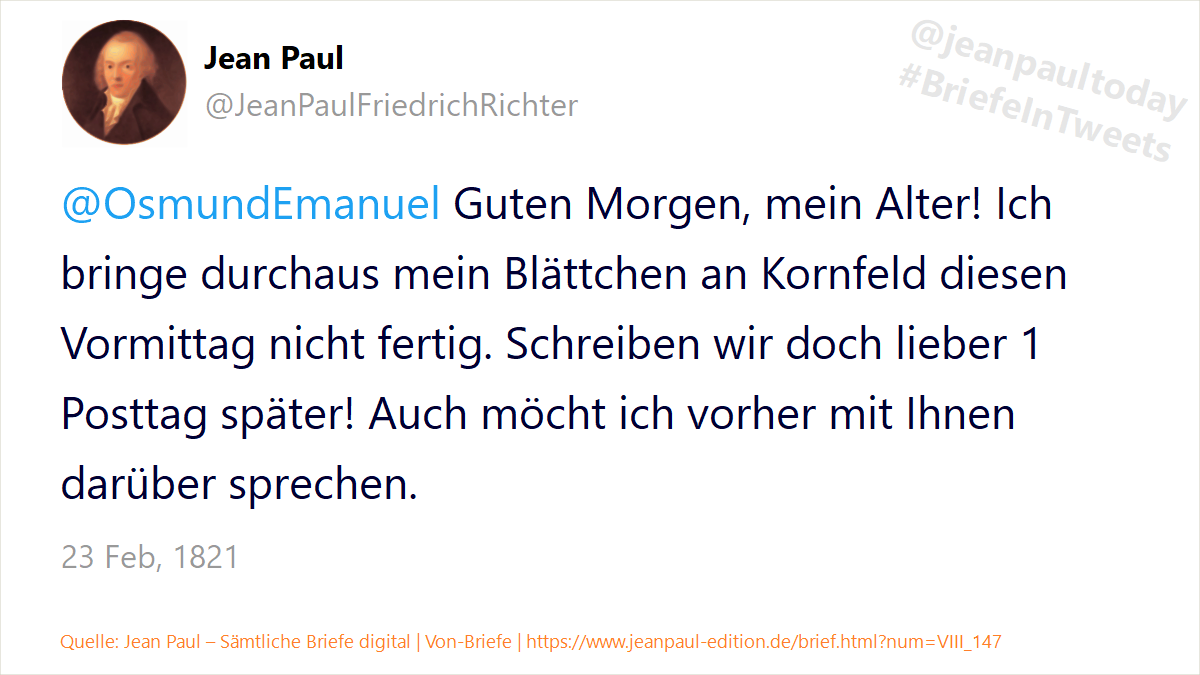 Jean Paul
@JeanPaulFriedrichRichter
@jeanpaultoday
#BriefeInTweets
@OsmundEmanuel Guten Morgen, mein Alter! Ich
bringe durchaus mein Blättchen an Kornfeld diesen
Vormittag nicht fertig. Schreiben wir doch lieber 1
Posttag später! Auch möcht ich vorher mit Ihnen
darüber sprechen.
23 Feb, 1821
Quelle: Jean Paul – Sämtliche Briefe digital | Von-Briefe | https://www.jeanpaul-edition.de/brief.html?num=VIII_147